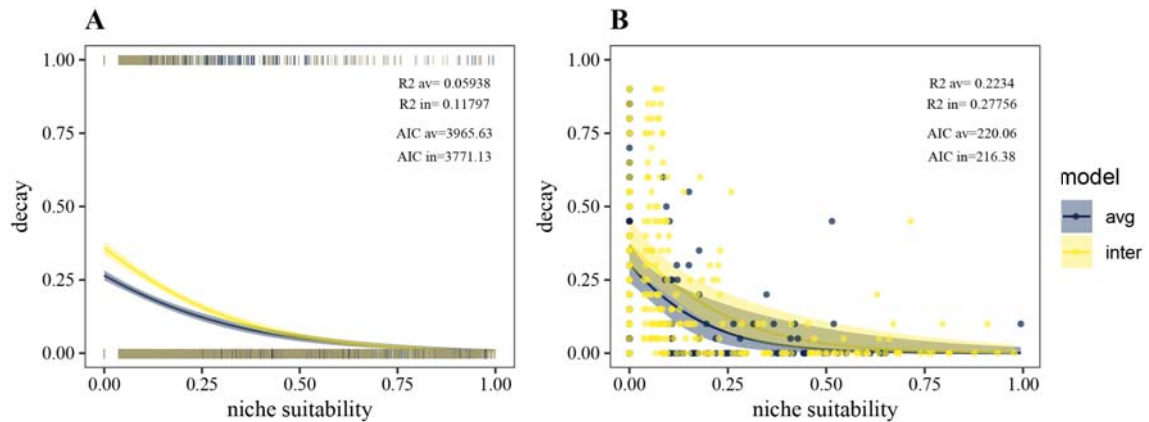 A
decay
1.00
0.75
0.50
0.25
0.00
R2 av= 0.05938
R2 in= 0.11797
AIC av=3965.63
AIC in=3771.13
0.00 0.25 0.50 0.75 1.00
niche suitability
B
decay
1.00
0.75
0.50
0.25
0.00
R2 av= 0.2234
R2 in= 0.27756
AIC av=220.06
AIC in=216.38
0.00 0.25 0.50 0.75 1.00
niche suitability
model
avg
inter